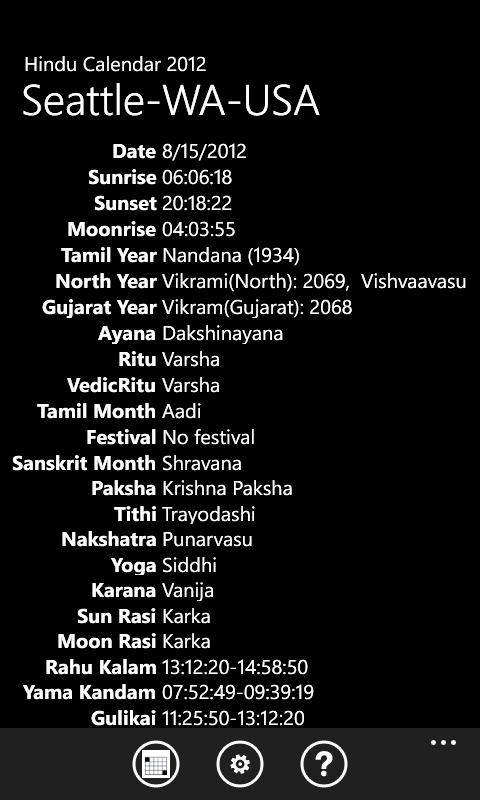 Hindu Calendar 2012
Seattle-WA-USA
Date 8/15/2012
Sunrise 06:06:18
Sunset 20:18:22
Moonrise 04:03:55
Tamil Year Nandana (1934)
North Year Vikrami(North): 2069,  Vishvaavasu
Gujarat Year Vikram(Gujarat): 2068
Ayana Dakshinayana
Ritu Varsha
VedicRitu Varsha
Tamil Month Aadi
Festival No festival
Sanskrit Month Shravana
Paksha Krishna Paksha
Tithi Trayodashi
Nakshatra Punarvasu
Yoga Siddhi
Karana Vanija
Sun Rasi Karka
Moon Rasi Karka
Rahu Kalam 13:12:20-14:58:50
Yama Kandam 07:52:49-09:39:19
Gulikai 11:25:50-13:12:20
?